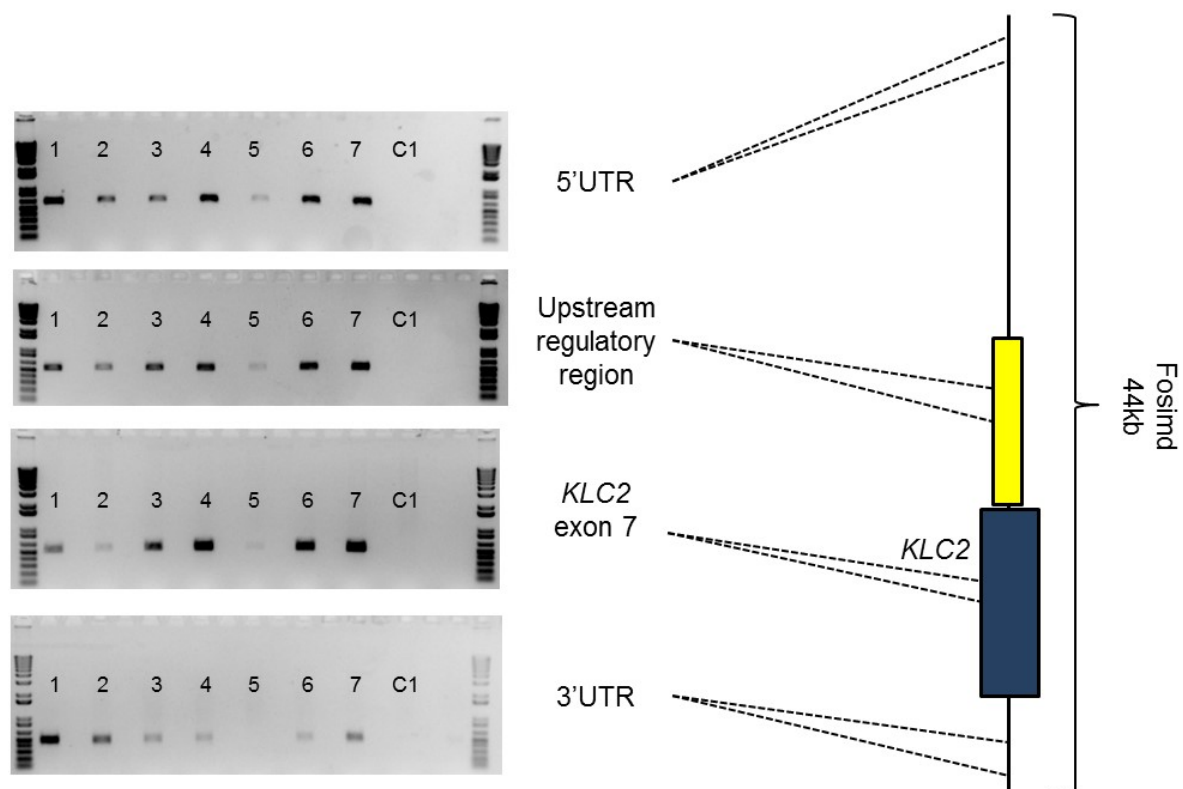 1 2 3 4 5 6 7 C1
5'UTR
1 2 3 4 5 6 7 C1
Upstream
regulatory
region
1 2 3 4 5 6 7 C1
KLC2
exon 7
KLC2
1 2 3 4 5 6 7 C1
3'UTR
Fosimd
44kb